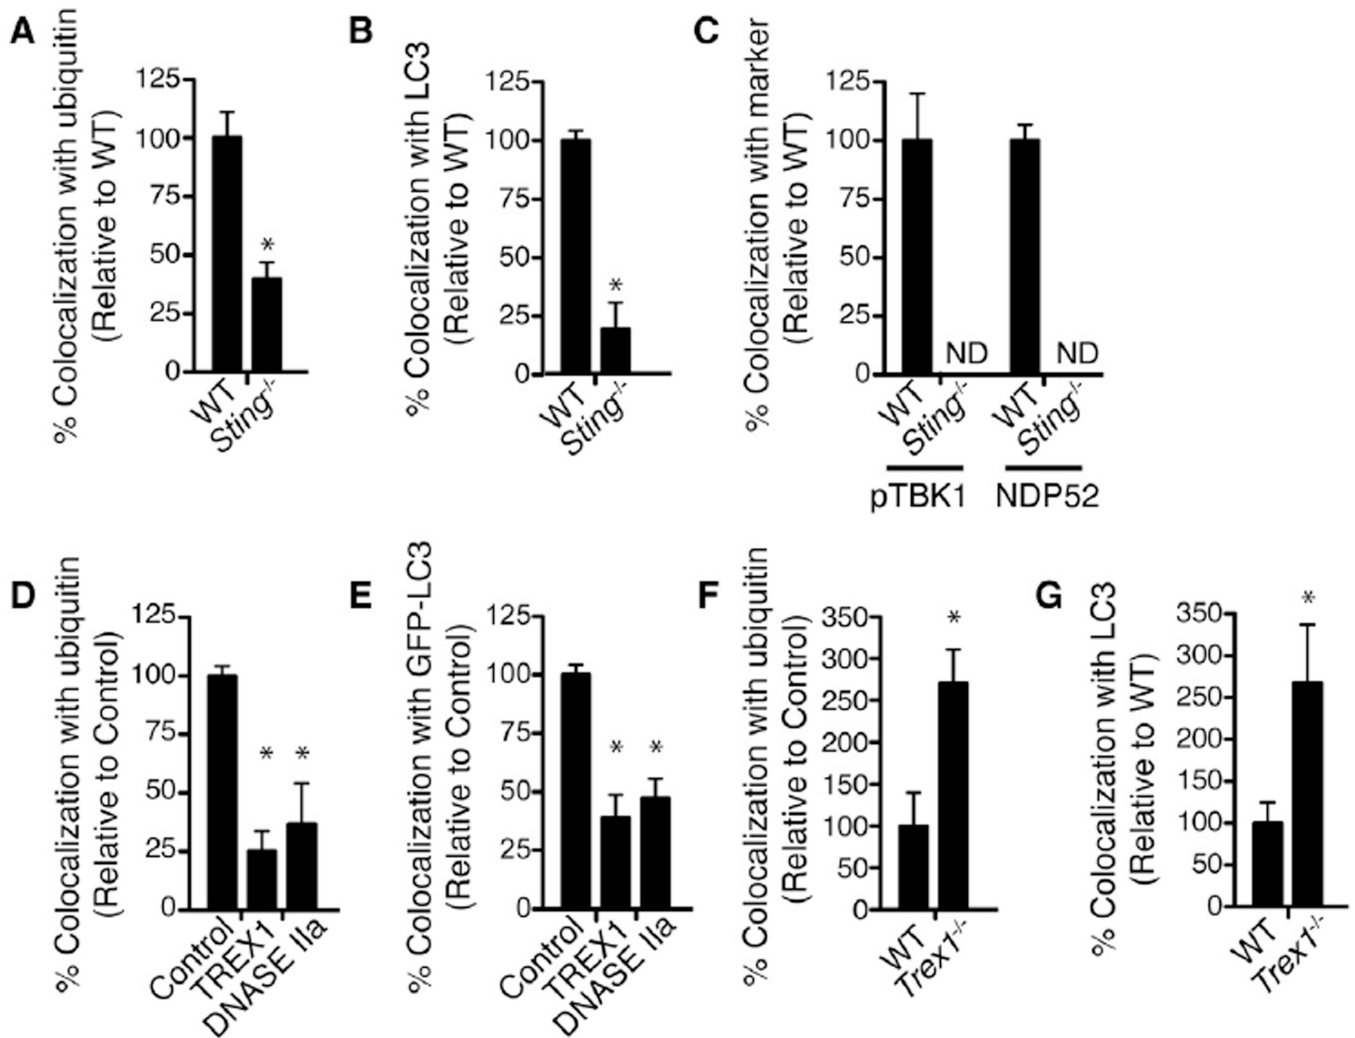 A
% Colocalization with ubiquitin
(Relative to WT)
125
100
75
50
25
0
*
WT
Sting-/-
B
% Colocalization with LC3
(Relative to WT)
125
100
75
50
25
0
*
WT
Sting-/-
C
% Colocalization with marker
(Relative to WT)
125
100
75
50
25
0
ND
ND
WT
Sting-/-
WT
Sting-/-
pTBK1
NDP52
D
% Colocalization with ubiquitin
(Relative to Control)
125
100
75
50
25
0
* *
Control
TREX1
DNASE IIa
E
% Colocalization with GFP-LC3
(Relative to Control)
125
100
75
50
25
0
* *
Control
TREX1
DNASE IIa
F
% Colocalization with ubiquitin
(Relative to Control)
350
300
250
200
150
100
50
0
*
WT
Trex1-/-
G
% Colocalization with LC3
(Relative to WT)
350
300
250
200
150
100
50
0
*
WT
Trex1-/-